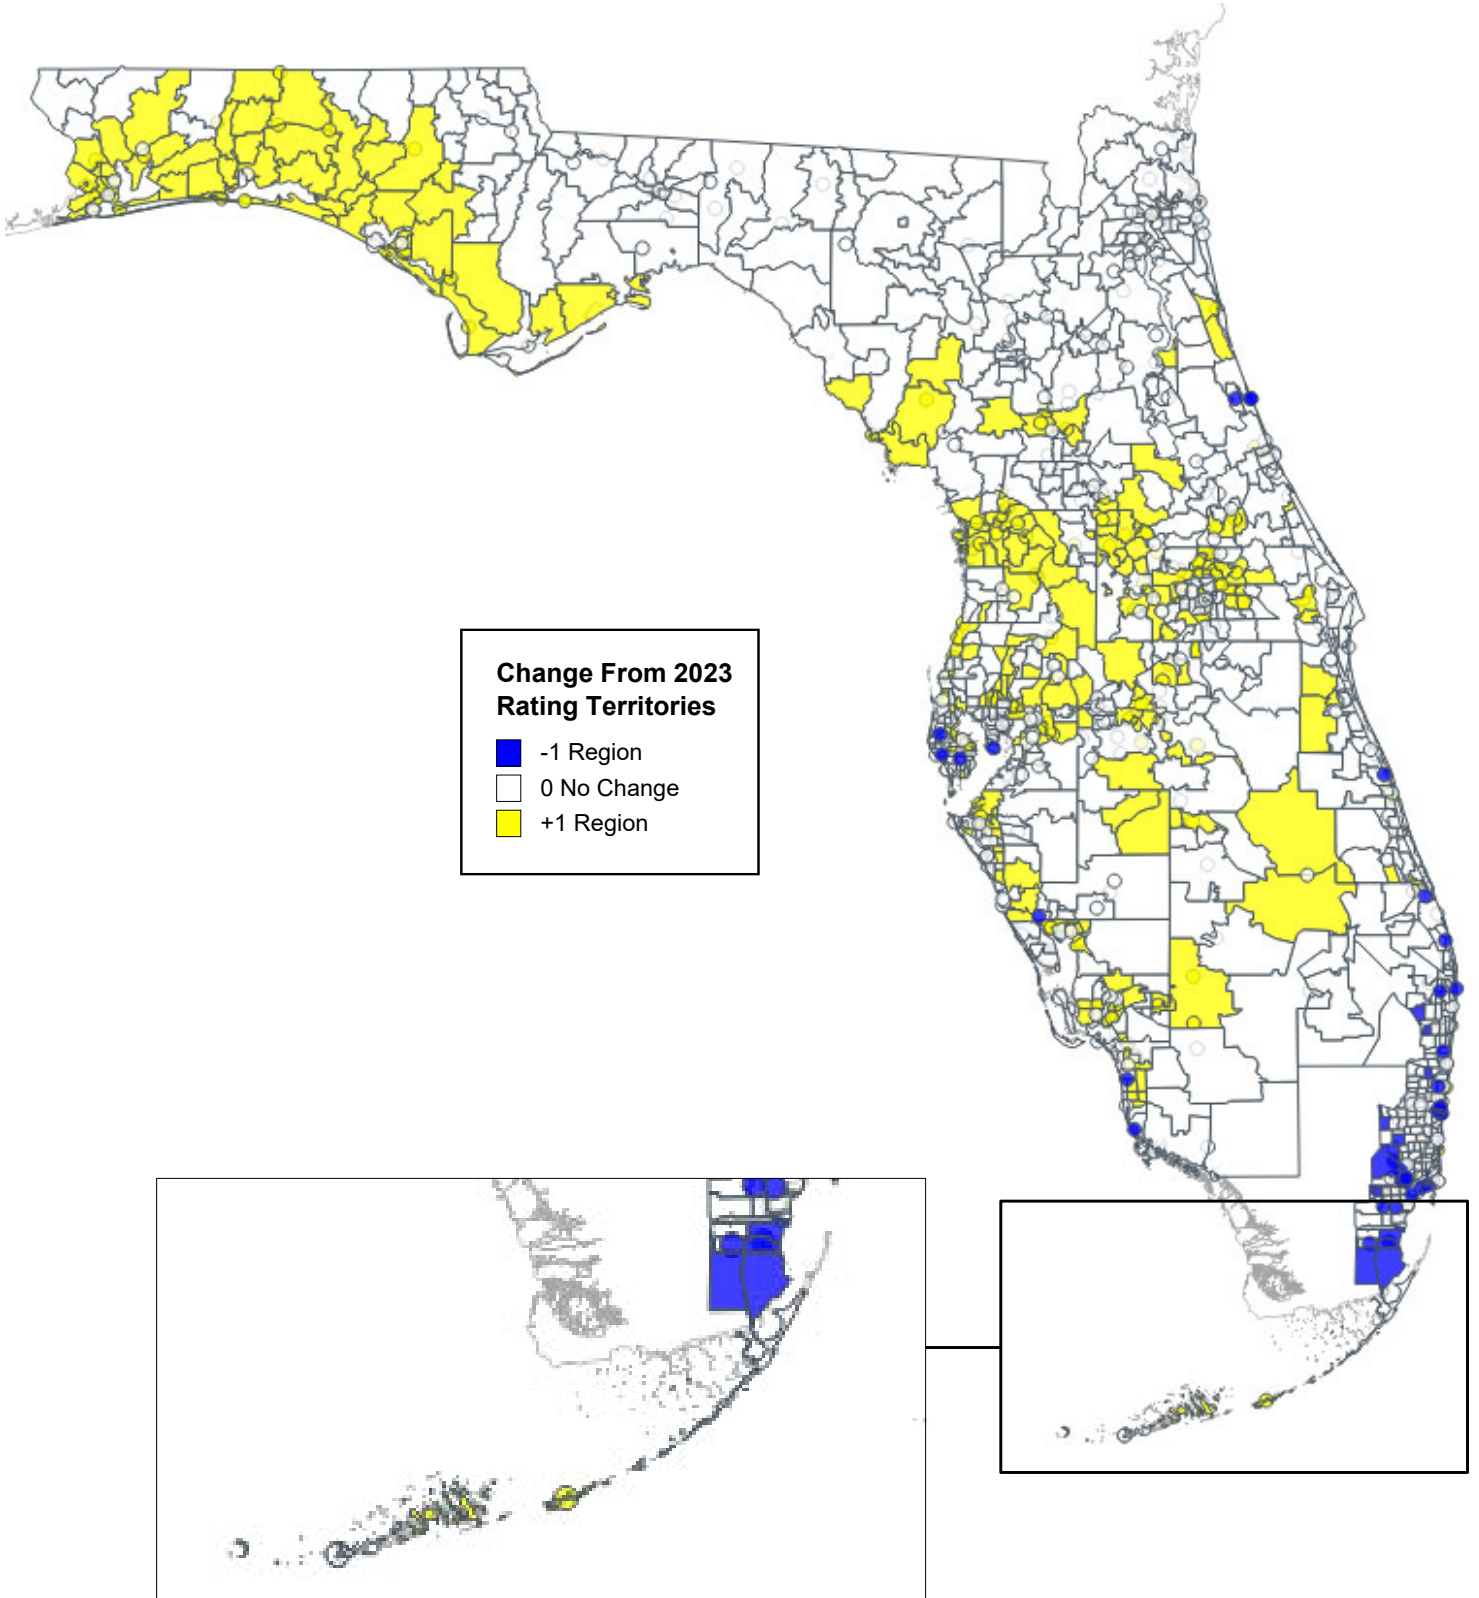 Change From 2023
Rating Territories
-1 Region
0 No Change
+1 Region